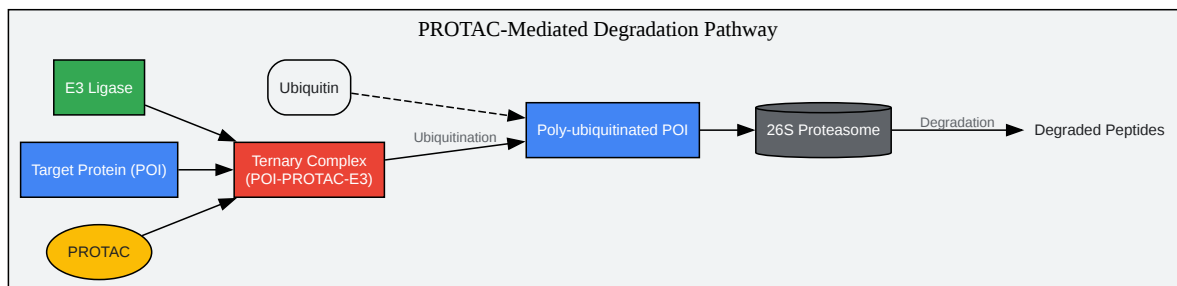 PROTAC-Mediated Degradation Pathway
E3 Ligase
Ubiquitin
Target Protein (POI)
PROTAC
Ternary Complex
(POI-PROTAC-E3)
Ubiquitination
Poly-ubiquitinated POI
26S Proteasome
Degradation
Degraded Peptides